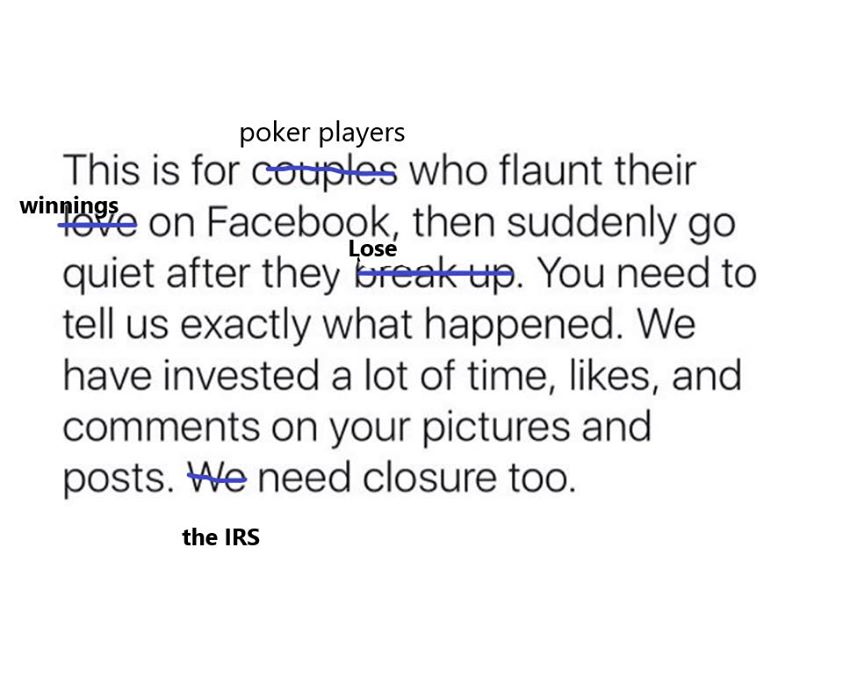 poker players
This is for couples who flaunt their
winnings
love on Facebook, then suddenly go
Lose
quiet after they break up. You need to
tell us exactly what happened. We
have invested a lot of time, likes, and
comments on your pictures and
posts. We need closure too.
the IRS